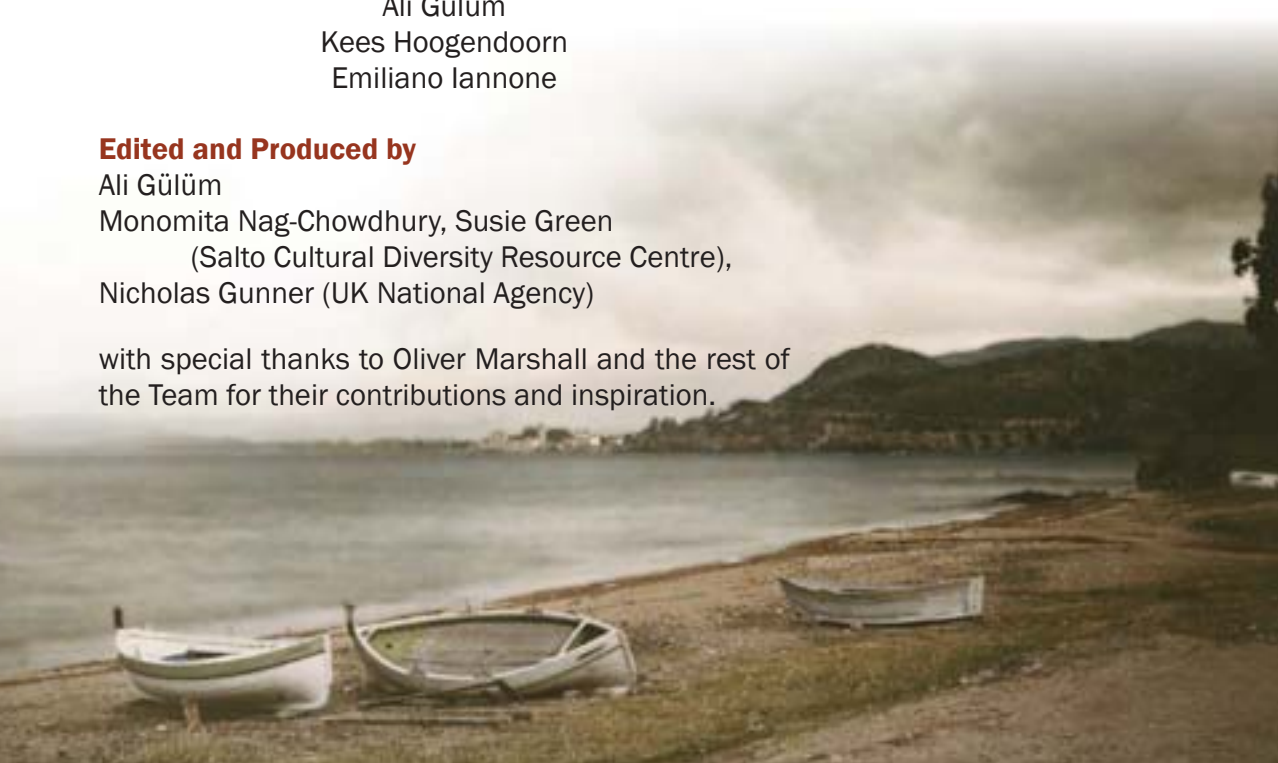 Ali Gülüm
Kees Hoogendoorn
Emiliano Iannone
Edited and Produced by
Ali Gülüm
Monomita Nag-Chowdhury, Susie Green
(Salto Cultural Diversity Resource Centre),
Nicholas Gunner (UK National Agency)
with special thanks to Oliver Marshall and the rest of
the Team for their contributions and inspiration.